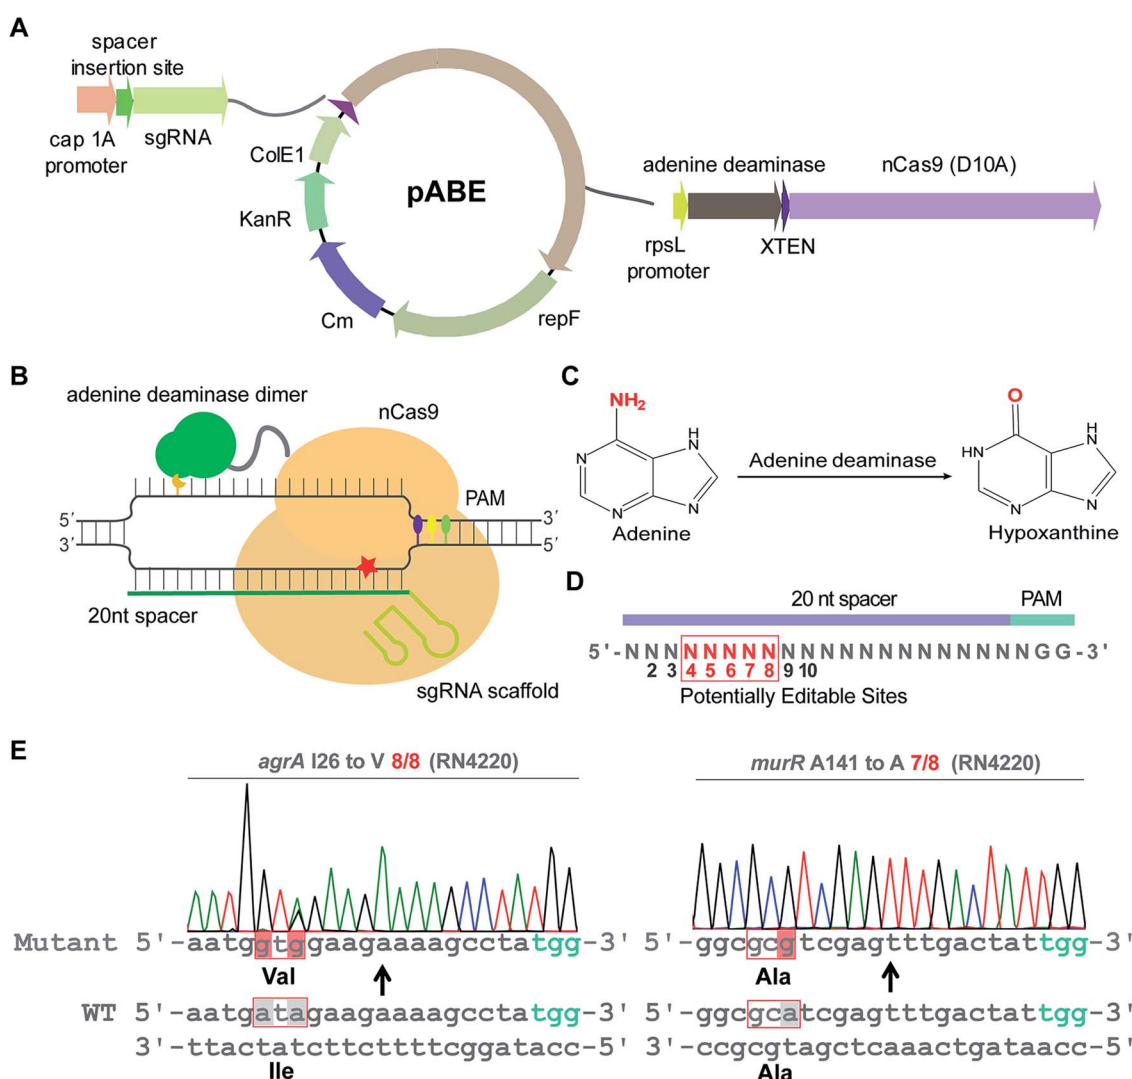 A
spacer
insertion site
cap 1A
promoter
sgRNA
ColE1
KanR
Cm
pABE
repF
adenine deaminase
nCas9 (D10A)
rpsL
promoter
XTEN
B
adenine deaminase dimer
nCas9
PAM
5′
3′
3′
5′
20nt spacer
sgRNA scaffold
C
NH2
N
N
H
N
N
Adenine
Adenine deaminase
O
HN
N
H
N
N
Hypoxanthine
D
20 nt spacer PAM
5'-NNNNNNNNNNNNNNNNNNNNNGG-3'
2 3 4 5 6 7 8 9 10
Potentially Editable Sites
E
agrA I26 to V 8/8 (RN4220)
Mutant 5'-aatggtggaagaaaagcctatgg-3'
Val
WT 5'-aatgatagaagaaaagcctatgg-3'
3'-ttactatcttcttttcggatacc-5'
Ile
murR A141 to A 7/8 (RN4220)
5'-ggcgcgtcgagtttgactattgg-3'
Ala
5'-ggcgcatcgagtttgactattgg-3'
3'-ccgcgtagctcaaactgataacc-5'
Ala